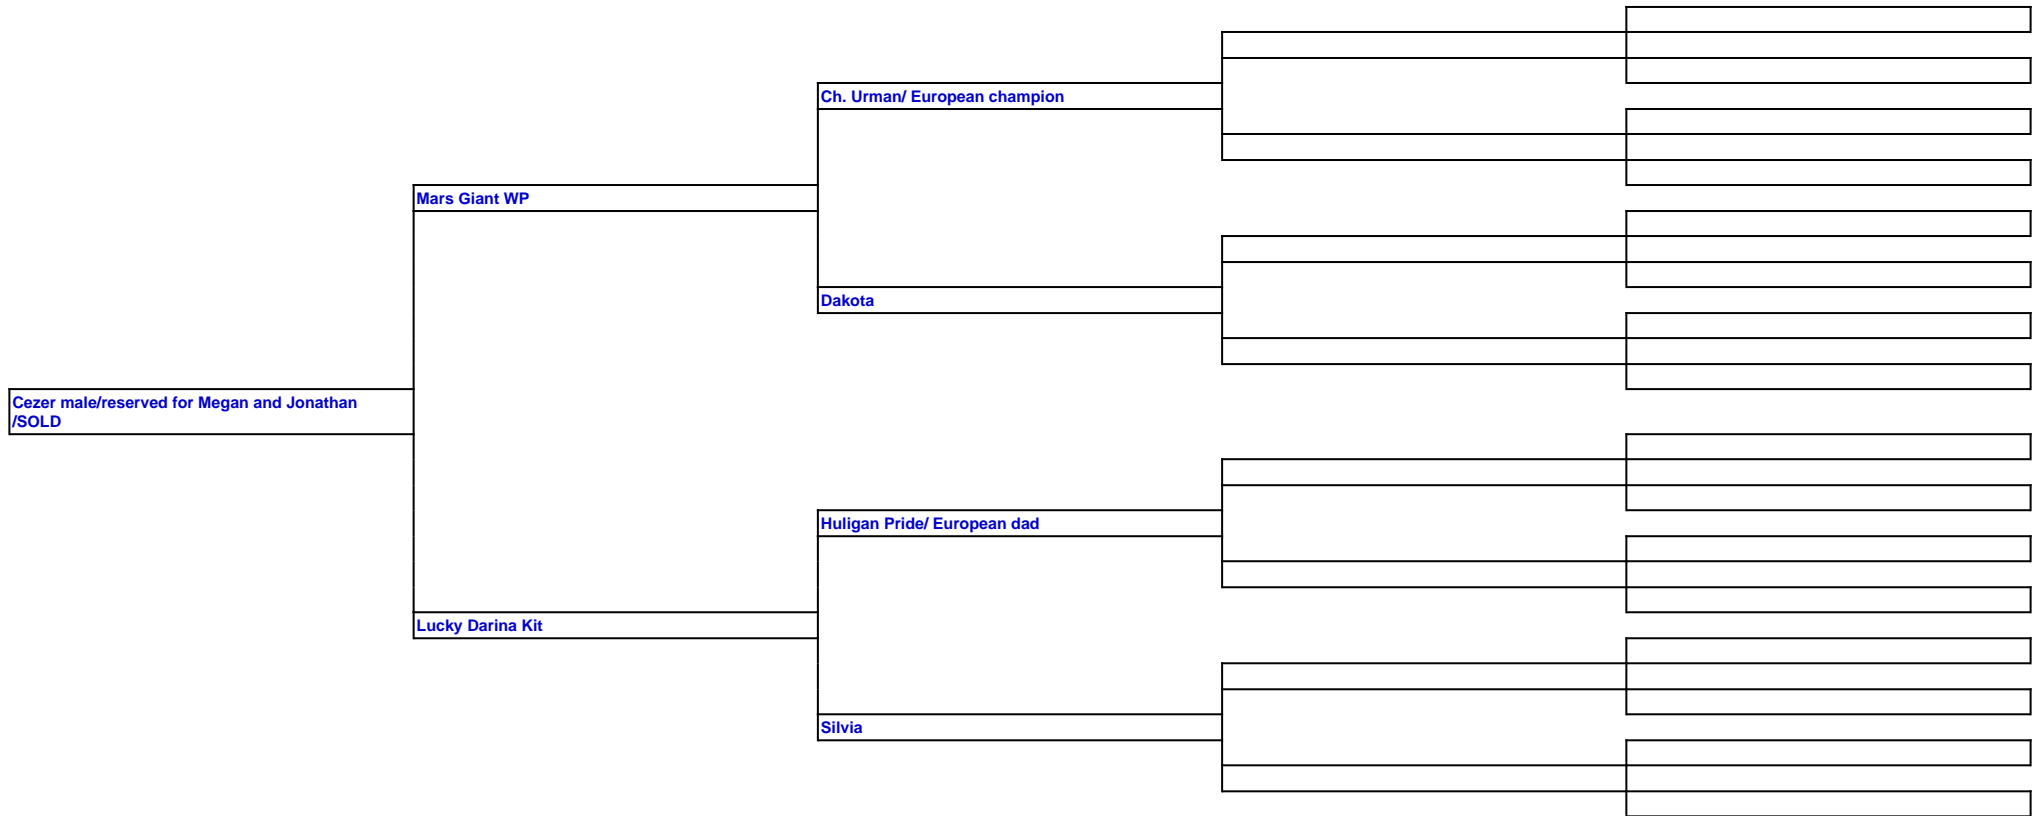 Ch. Urman/ European champion
Mars Giant WP
Dakota
Cezer male/reserved for Megan and Jonathan
/SOLD
Huligan Pride/ European dad
Lucky Darina Kit
Silvia